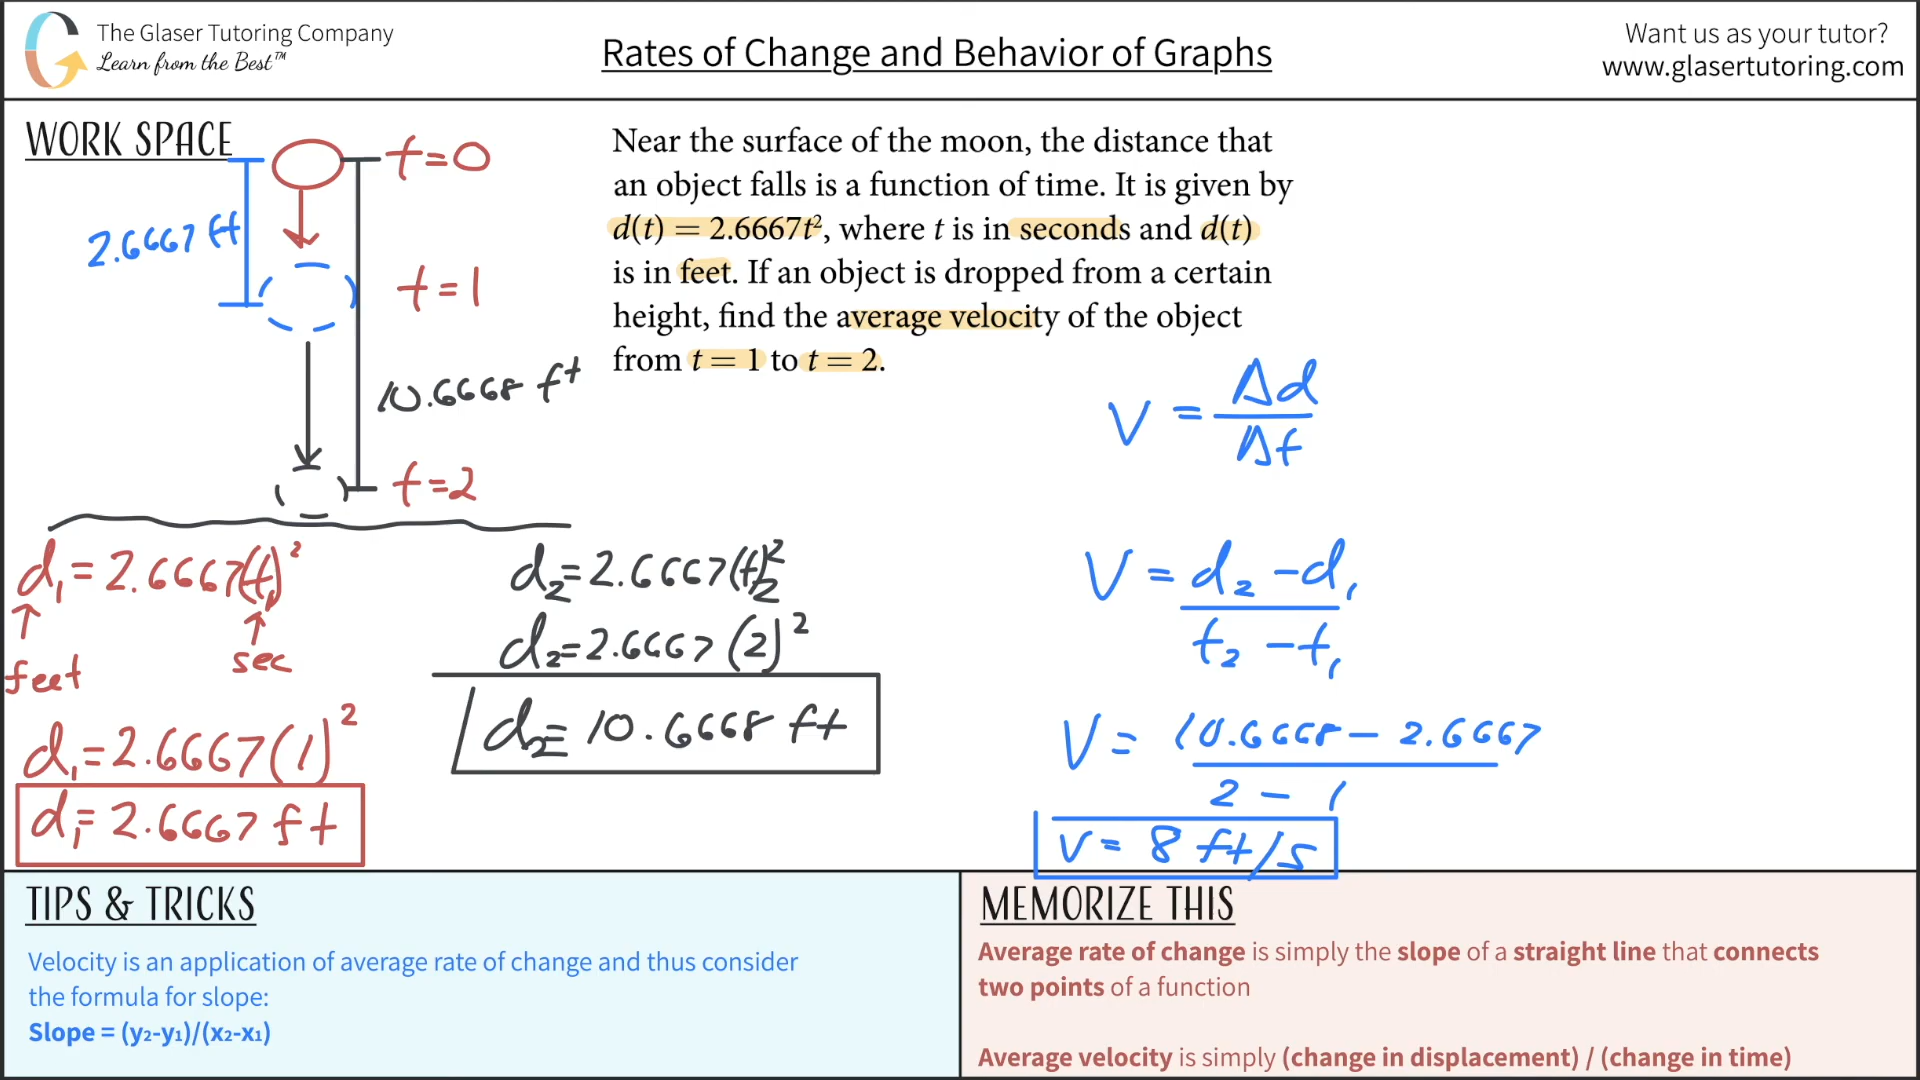 The Glaser Tutoring Company
Learn from the Best™
Rates of Change and Behavior of Graphs
Want us as your tutor?
www.glasertutoring.com
WORK SPACE
t=0
2.6667 ft
t=1
10.6668 ft
t=2
Near the surface of the moon, the distance that
an object falls is a function of time. It is given by
d(t) = 2.6667t², where t is in seconds and d(t)
is in feet. If an object is dropped from a certain
height, find the average velocity of the object
from t = 1 to t = 2.
d₁=2.6667(t₁)²
feet
sec
d₁=2.6667(1)²
d₁=2.6667 ft
d₂=2.6667(t₂)²
d₂=2.6667(2)²
d₂=10.6668 ft
V = Δd
Δt
V = d₂-d₁
t₂-t₁
V = 10.6668 - 2.6667
2 - 1
V = 8 ft/s
TIPS & TRICKS
Velocity is an application of average rate of change and thus consider
the formula for slope:
Slope = (y₂-y₁)/(x₂-x₁)
MEMORIZE THIS
Average rate of change is simply the slope of a straight line that connects
two points of a function
Average velocity is simply (change in displacement) / (change in time)